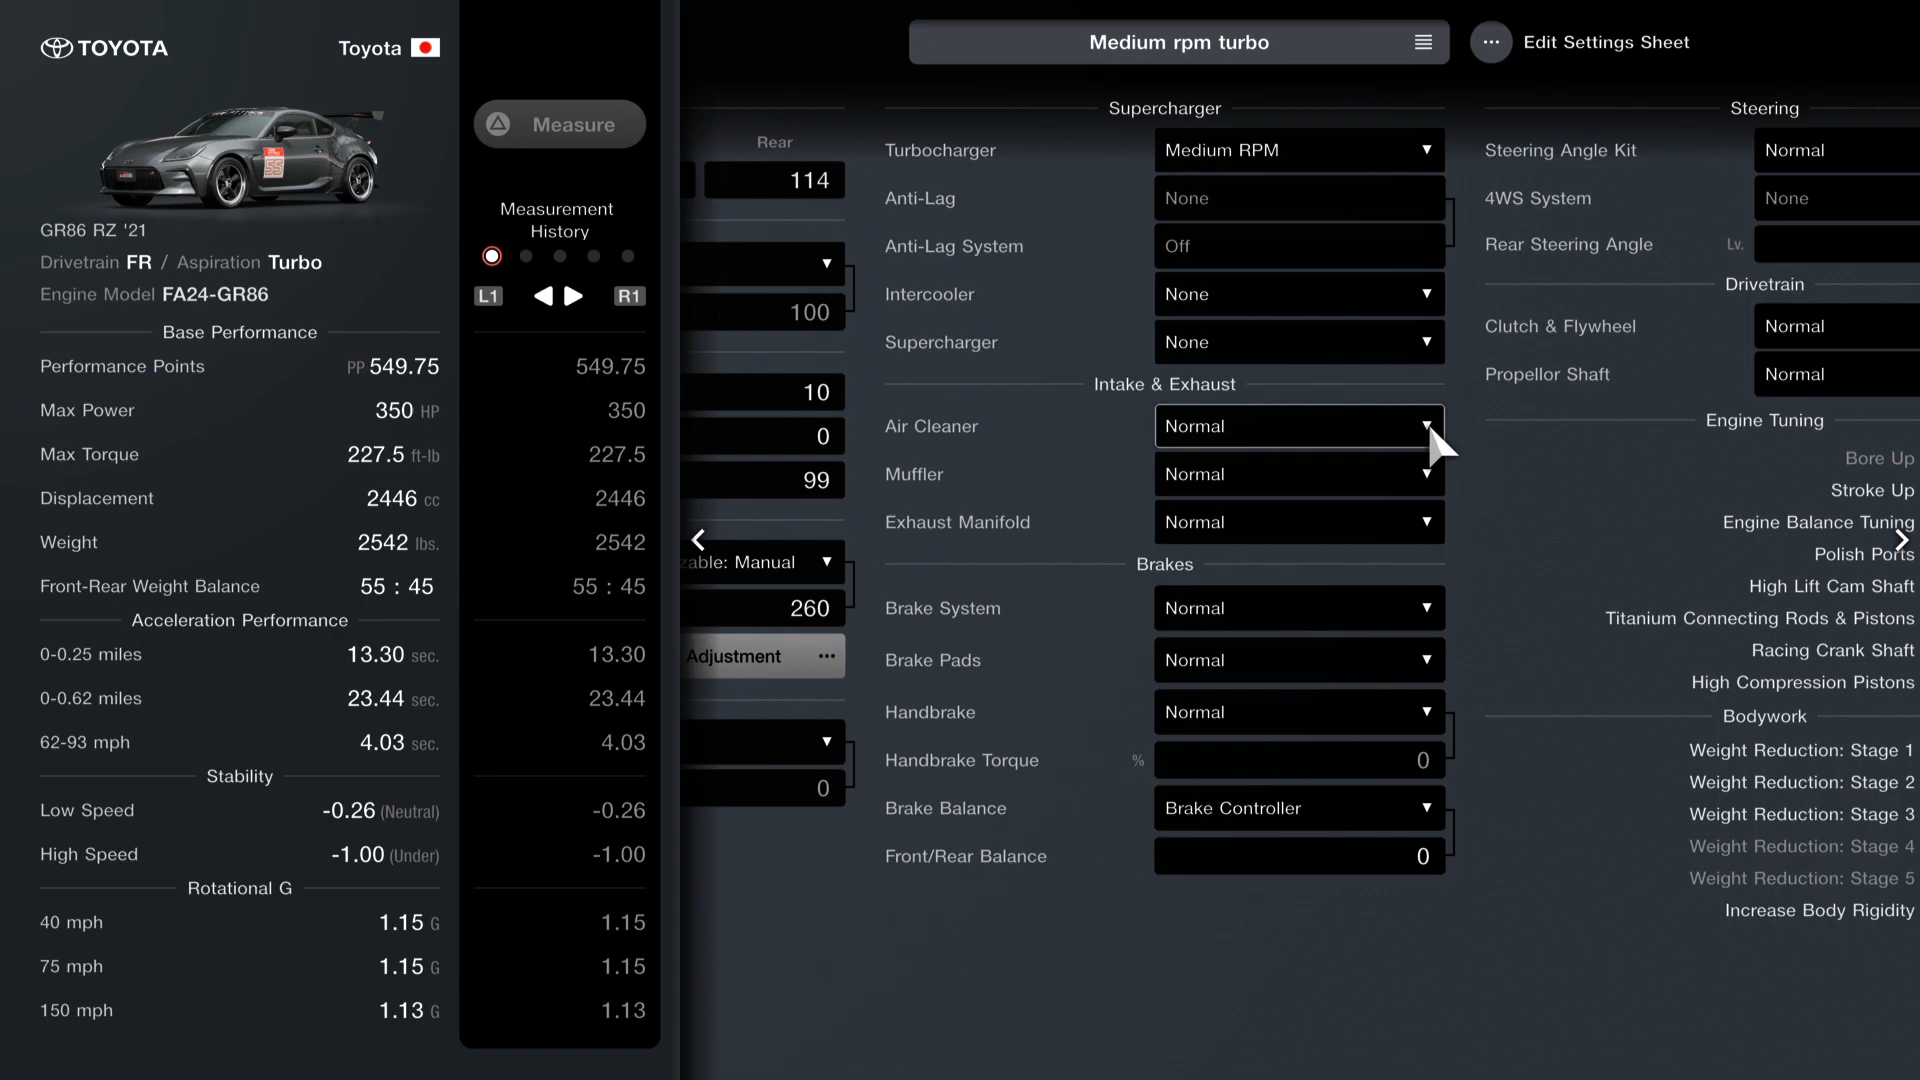 TOYOTA
Toyota
55
GR86 RZ '21
Drivetrain FR / Aspiration Turbo
Engine Model FA24-GR86
Base Performance
Performance Points PP 549.75
Max Power 350 HP
Max Torque 227.5 ft-lb
Displacement 2446 cc
Weight 2542 lbs.
Front-Rear Weight Balance 55 : 45
Acceleration Performance
0-0.25 miles 13.30 sec.
0-0.62 miles 23.44 sec.
62-93 mph 4.03 sec.
Stability
Low Speed -0.26 (Neutral)
High Speed -1.00 (Under)
Rotational G
40 mph 1.15 G
75 mph 1.15 G
150 mph 1.13 G
Measure
Measurement
History
L1 R1
549.75
350
227.5
2446
2542
55 : 45
13.30
23.44
4.03
-0.26
-1.00
1.15
1.15
1.13
Medium rpm turbo
Edit Settings Sheet
Rear
114
100
10
0
99
zable: Manual
260
Adjustment
0
Supercharger
Turbocharger Medium RPM
Anti-Lag None
Anti-Lag System Off
Intercooler None
Supercharger None
Intake & Exhaust
Air Cleaner Normal
Muffler Normal
Exhaust Manifold Normal
Brakes
Brake System Normal
Brake Pads Normal
Handbrake Normal
Handbrake Torque % 0
Brake Balance Brake Controller
Front/Rear Balance 0
Steering
Steering Angle Kit Normal
4WS System None
Rear Steering Angle Lv.
Drivetrain
Clutch & Flywheel Normal
Propellor Shaft Normal
Engine Tuning
Bore Up
Stroke Up
Engine Balance Tuning
Polish Ports
High Lift Cam Shaft
Titanium Connecting Rods & Pistons
Racing Crank Shaft
High Compression Pistons
Bodywork
Weight Reduction: Stage 1
Weight Reduction: Stage 2
Weight Reduction: Stage 3
Weight Reduction: Stage 4
Weight Reduction: Stage 5
Increase Body Rigidity